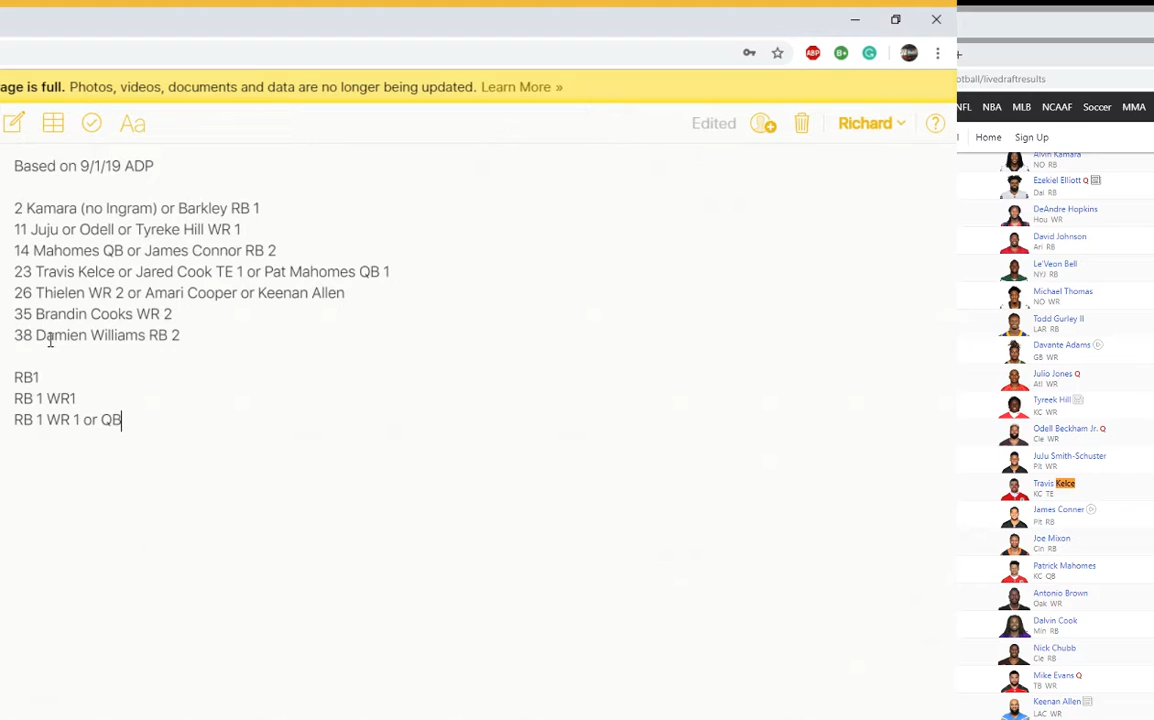 age is full. Photos, videos, documents and data are no longer being updated. Learn More »
Edited
Richard
?
Based on 9/1/19 ADP
2 Kamara (no Ingram) or Barkley RB 1
11 Juju or Odell or Tyreke Hill WR 1
14 Mahomes QB or James Connor RB 2
23 Travis Kelce or Jared Cook TE 1 or Pat Mahomes QB 1
26 Thielen WR 2 or Amari Cooper or Keenan Allen
35 Brandin Cooks WR 2
38 Damien Williams RB 2
RB1
RB 1 WR1
RB 1 WR 1 or QB
ABP
B+
Aa
otball/livedraftresults
NFL NBA MLB NCAAF Soccer MMA
Home Sign Up
Alvin Kamara
NO RB
Ezekiel Elliott Q
Dal RB
DeAndre Hopkins
Hou WR
David Johnson
Ari RB
Le'Veon Bell
NYJ RB
Michael Thomas
NO WR
Todd Gurley II
LAR RB
Davante Adams
GB WR
Julio Jones Q
Atl WR
Tyreek Hill
KC WR
Odell Beckham Jr. Q
Cle WR
JuJu Smith-Schuster
Pit WR
Travis Kelce
KC TE
James Conner
Pit RB
Joe Mixon
Cin RB
Patrick Mahomes
KC QB
Antonio Brown
Oak WR
Dalvin Cook
Min RB
Nick Chubb
Cle RB
Mike Evans Q
TB WR
Keenan Allen
LAC WR